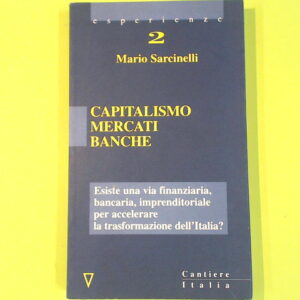 esperienze
2
Mario Sarcinelli
CAPITALISMO
MERCATI
BANCHE
Esiste una via finanziaria,
bancaria, imprenditoriale
per accelerare
la trasformazione dell'Italia?
Cantiere
Italia